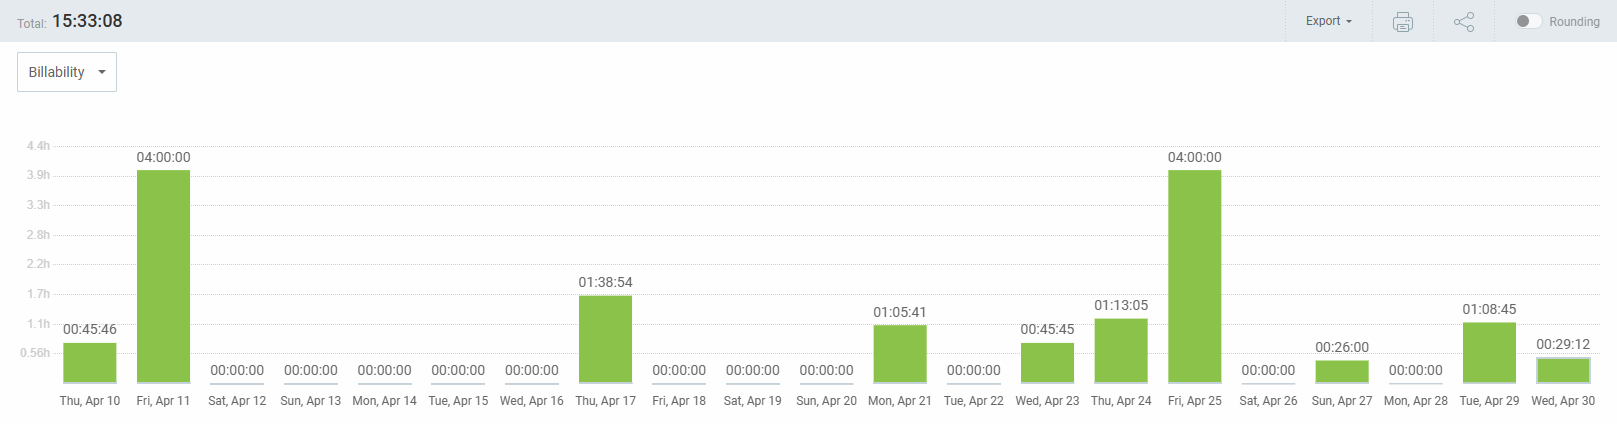 Total: 15:33:08
Export
Rounding
Billability
4.4h
3.9h
3.3h
2.8h
2.2h
1.7h
1.1h
0.56h
00:45:46
04:00:00
00:00:00
00:00:00
00:00:00
00:00:00
00:00:00
01:38:54
00:00:00
00:00:00
00:00:00
01:05:41
00:00:00
00:45:45
01:13:05
04:00:00
00:00:00
00:26:00
00:00:00
01:08:45
00:29:12
Thu, Apr 10
Fri, Apr 11
Sat, Apr 12
Sun, Apr 13
Mon, Apr 14
Tue, Apr 15
Wed, Apr 16
Thu, Apr 17
Fri, Apr 18
Sat, Apr 19
Sun, Apr 20
Mon, Apr 21
Tue, Apr 22
Wed, Apr 23
Thu, Apr 24
Fri, Apr 25
Sat, Apr 26
Sun, Apr 27
Mon, Apr 28
Tue, Apr 29
Wed, Apr 30